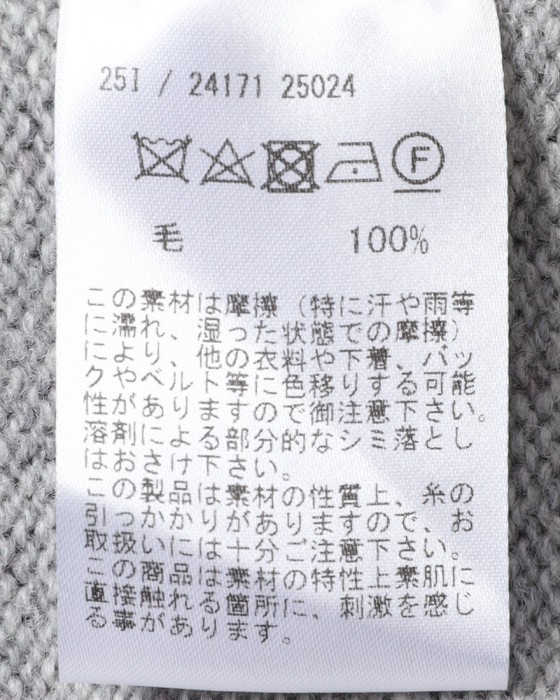 25I / 24171 25024
F
毛 100%
この素材は摩擦（特に汗や雨等
に濡れ、湿った状態での摩擦）
により、他の衣料や下着、バッ
クやベルト等に色移りする可能
性がありますので御注意下さい。
溶剤による部分的なシミ落とし
はおさけ下さい。
この製品は素材の性質上、糸の
引っかかりがありますので、お
取扱いには十分ご注意下さい。
この商品は素材の特性上素肌に
直接触れる箇所に、刺激を感じ
る事があります。